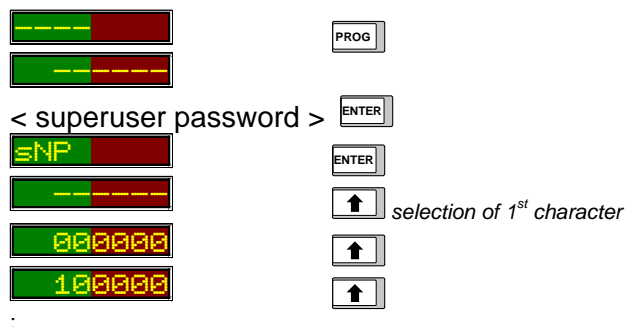 ---- PROG
------
< superuser password > ENTER
sNP ENTER
------ selection of 1st character
000000
100000
: